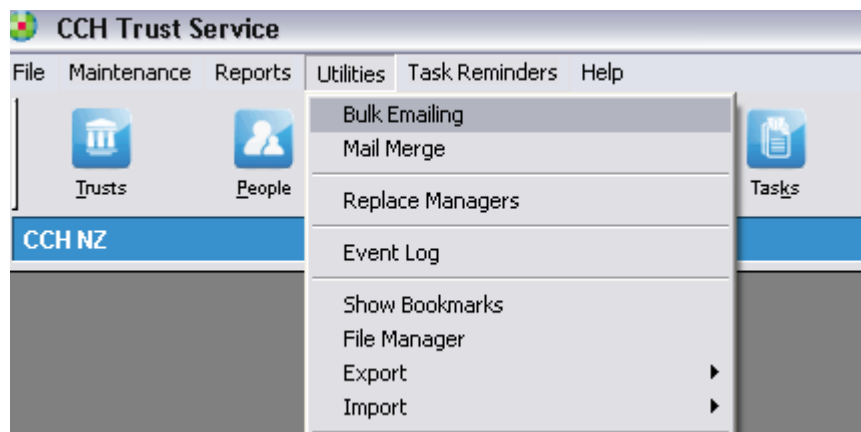 CCH Trust Service
File Maintenance Reports Utilities Task Reminders Help
Bulk Emailing
Mail Merge
Trusts People Tasks
Replace Managers
CCH NZ
Event Log
Show Bookmarks
File Manager
Export
Import